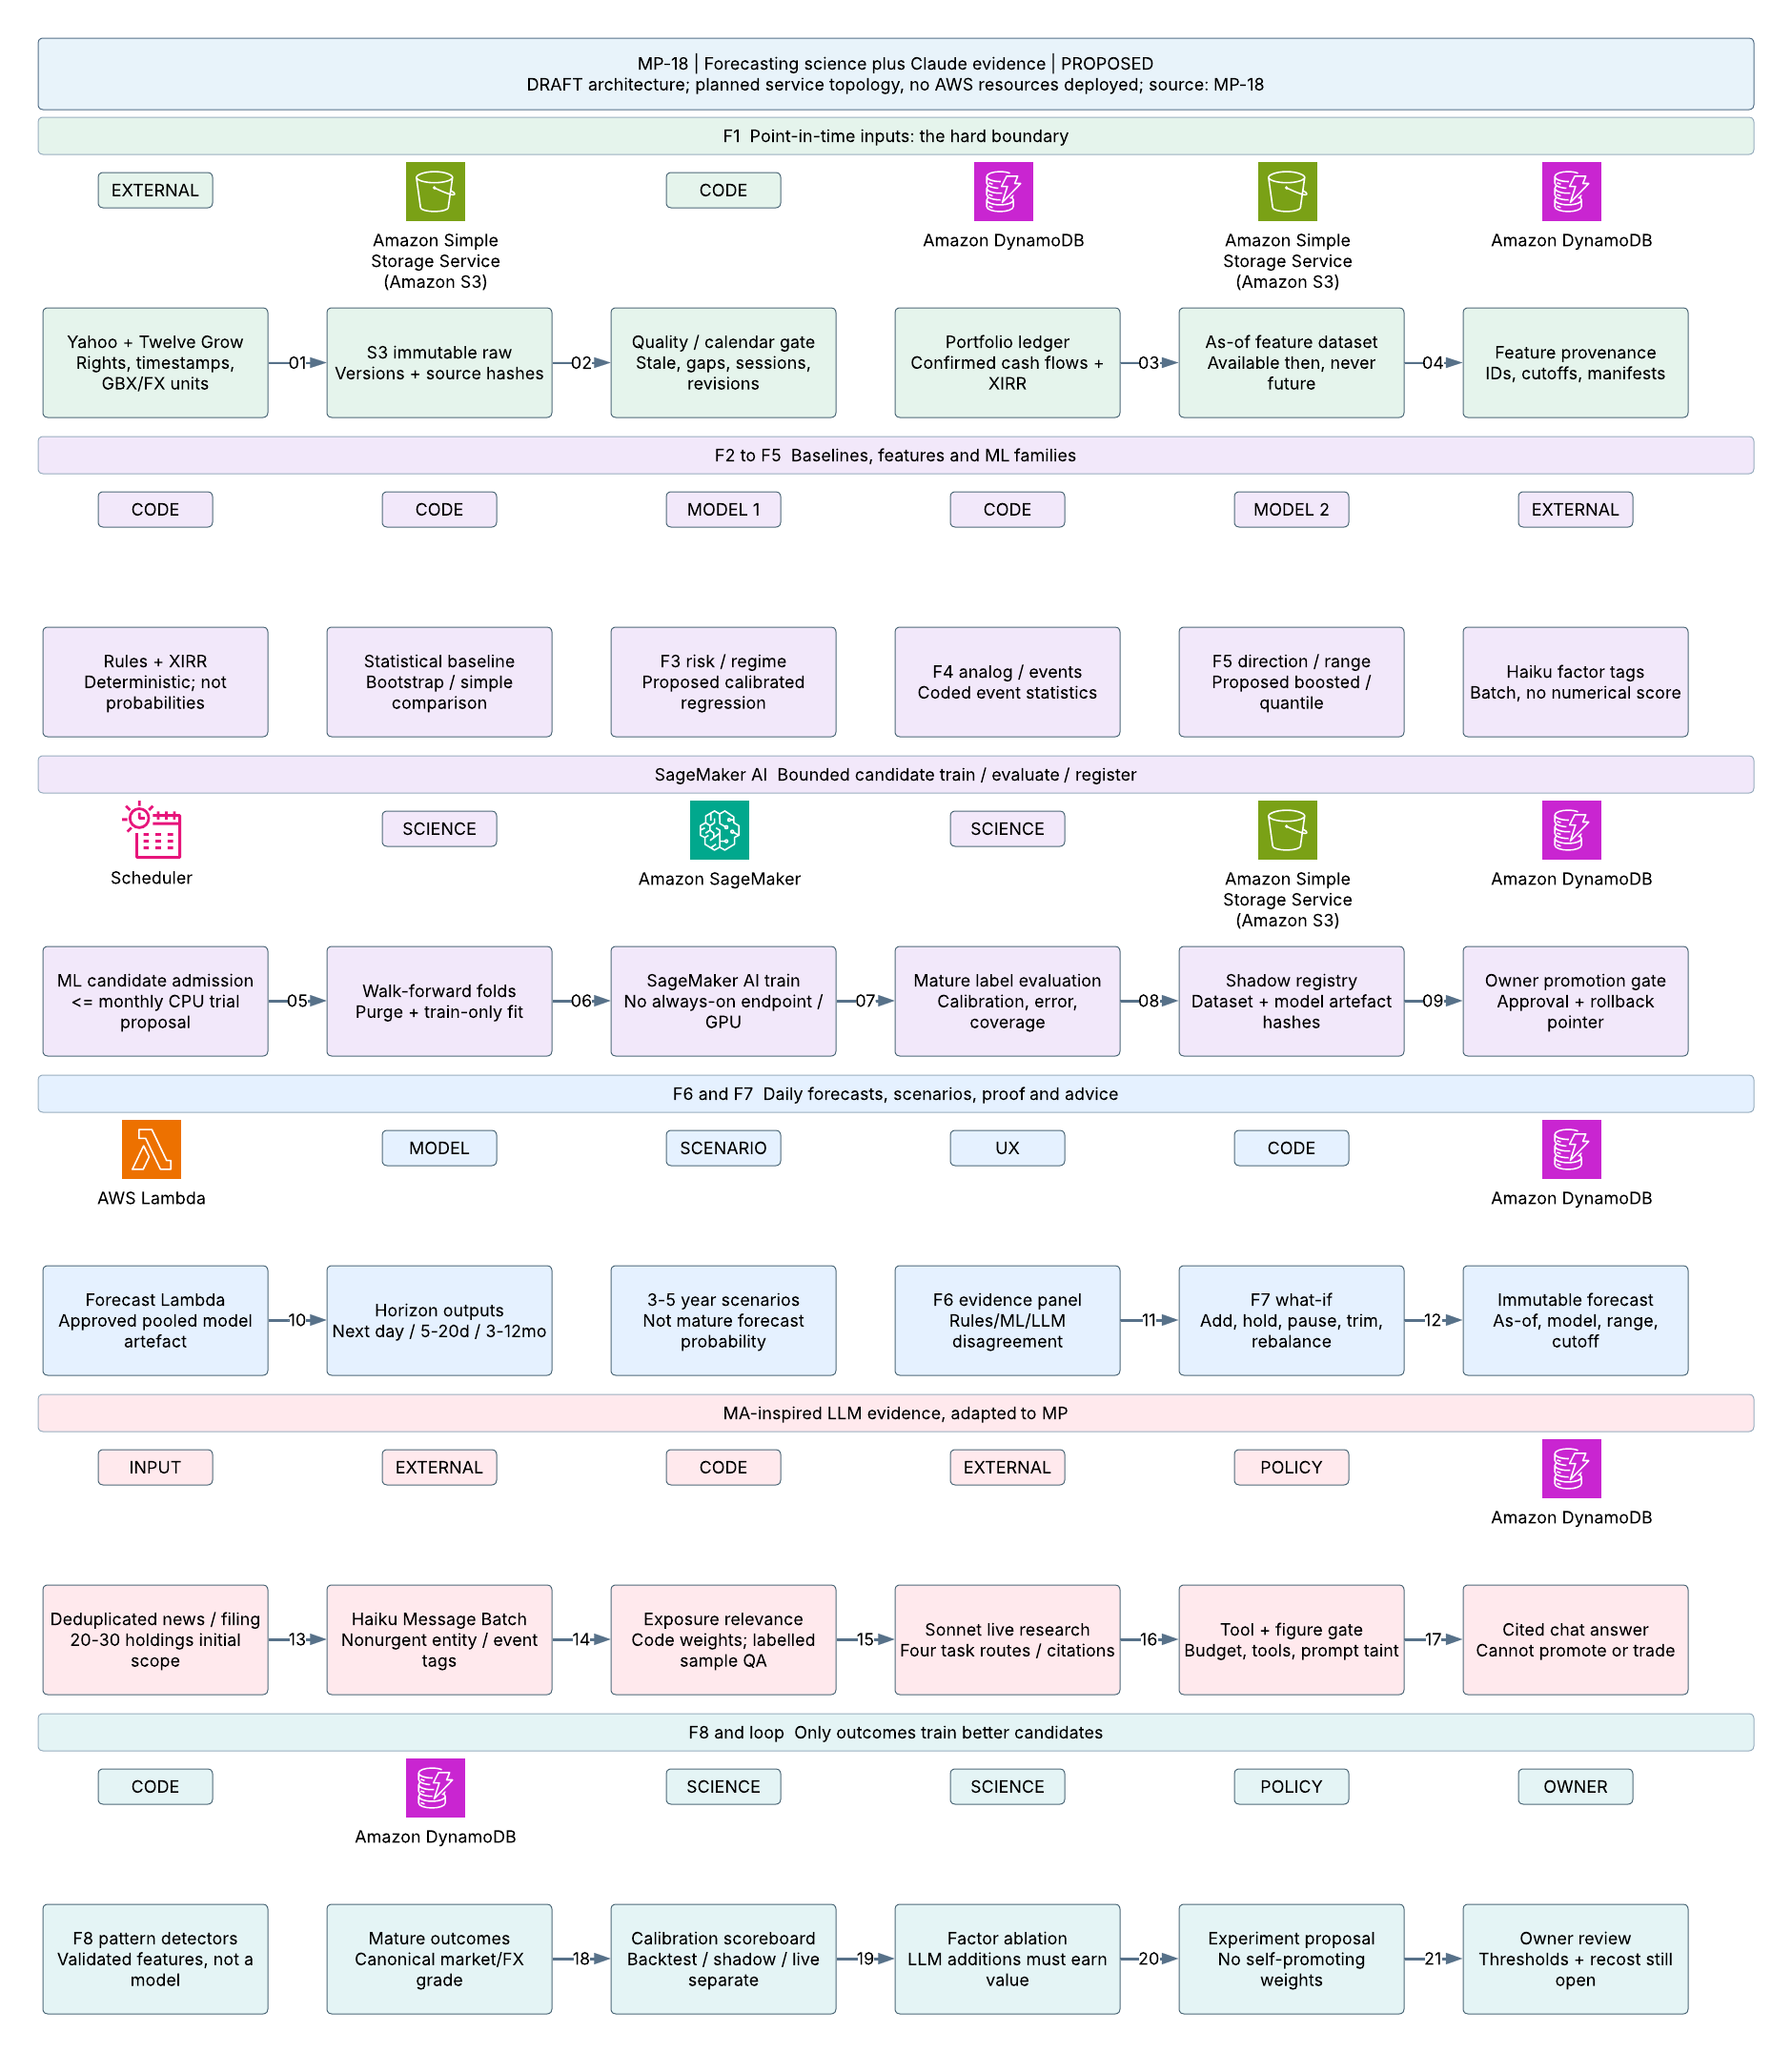 MP-18 | Forecasting science plus Claude evidence | PROPOSED
DRAFT architecture; planned service topology, no AWS resources deployed; source: MP-18
F1 Point-in-time inputs: the hard boundary
EXTERNAL
Amazon Simple
Storage Service
(Amazon S3)
CODE
Amazon DynamoDB
Amazon Simple
Storage Service
(Amazon S3)
Amazon DynamoDB
Yahoo + Twelve Grow
Rights, timestamps,
GBX/FX units
01
S3 immutable raw
Versions + source hashes
02
Quality / calendar gate
Stale, gaps, sessions,
revisions
Portfolio ledger
Confirmed cash flows +
XIRR
03
As-of feature dataset
Available then, never
future
04
Feature provenance
IDs, cutoffs, manifests
F2 to F5 Baselines, features and ML families
CODE
CODE
MODEL 1
CODE
MODEL 2
EXTERNAL
Rules + XIRR
Deterministic; not
probabilities
Statistical baseline
Bootstrap / simple
comparison
F3 risk / regime
Proposed calibrated
regression
F4 analog / events
Coded event statistics
F5 direction / range
Proposed boosted /
quantile
Haiku factor tags
Batch, no numerical score
SageMaker AI Bounded candidate train / evaluate / register
Scheduler
SCIENCE
Amazon SageMaker
SCIENCE
Amazon Simple
Storage Service
(Amazon S3)
Amazon DynamoDB
ML candidate admission
<= monthly CPU trial
proposal
05
Walk-forward folds
Purge + train-only fit
06
SageMaker AI train
No always-on endpoint /
GPU
07
Mature label evaluation
Calibration, error,
coverage
08
Shadow registry
Dataset + model artefact
hashes
09
Owner promotion gate
Approval + rollback
pointer
F6 and F7 Daily forecasts, scenarios, proof and advice
AWS Lambda
MODEL
SCENARIO
UX
CODE
Amazon DynamoDB
Forecast Lambda
Approved pooled model
artefact
10
Horizon outputs
Next day / 5-20d / 3-12mo
3-5 year scenarios
Not mature forecast
probability
F6 evidence panel
Rules/ML/LLM
disagreement
11
F7 what-if
Add, hold, pause, trim,
rebalance
12
Immutable forecast
As-of, model, range,
cutoff
MA-inspired LLM evidence, adapted to MP
INPUT
EXTERNAL
CODE
EXTERNAL
POLICY
Amazon DynamoDB
Deduplicated news / filing
20-30 holdings initial
scope
13
Haiku Message Batch
Nonurgent entity / event
tags
14
Exposure relevance
Code weights; labelled
sample QA
15
Sonnet live research
Four task routes / citations
16
Tool + figure gate
Budget, tools, prompt taint
17
Cited chat answer
Cannot promote or trade
F8 and loop Only outcomes train better candidates
CODE
Amazon DynamoDB
SCIENCE
SCIENCE
POLICY
OWNER
F8 pattern detectors
Validated features, not a
model
Mature outcomes
Canonical market/FX
grade
18
Calibration scoreboard
Backtest / shadow / live
separate
19
Factor ablation
LLM additions must earn
value
20
Experiment proposal
No self-promoting
weights
21
Owner review
Thresholds + recost still
open